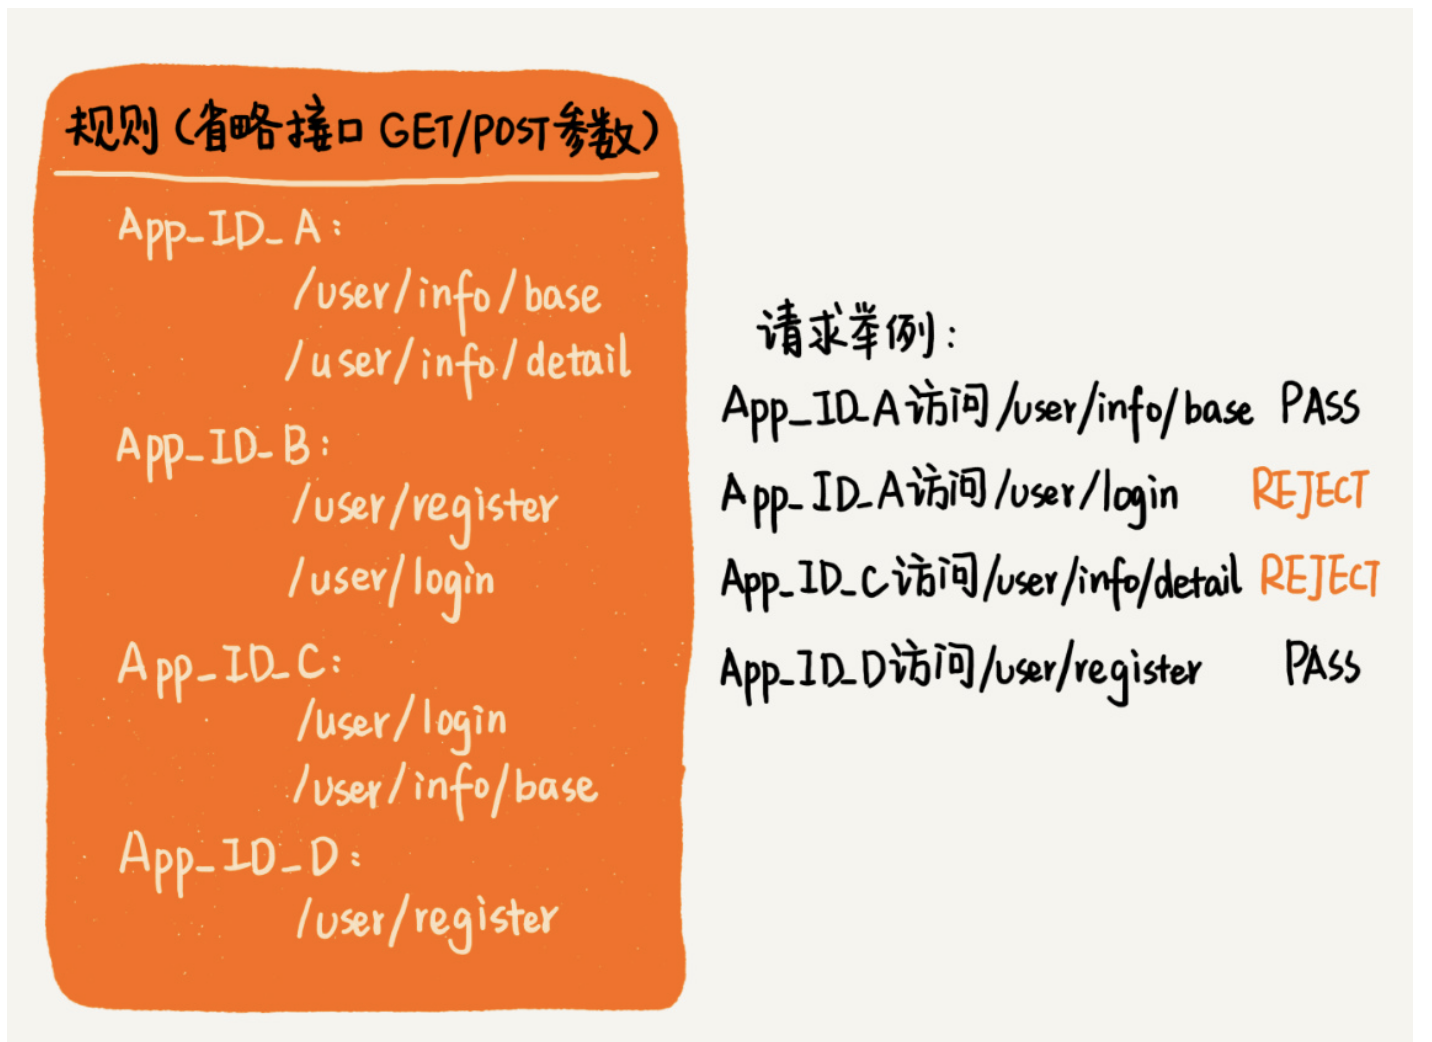 规则(省略接口 GET/POST参数)
App_ID_A:
/user/info/base
/user/info/detail
App_ID_B:
/user/register
/user/login
App_ID_C:
/user/login
/user/info/base
App_ID_D:
/user/register
请求举例:
App_ID_A访问/user/info/base PASS
App_ID_A访问/user/login REJECT
App_ID_C访问/user/info/detail REJECT
App_ID_D访问/user/register PASS